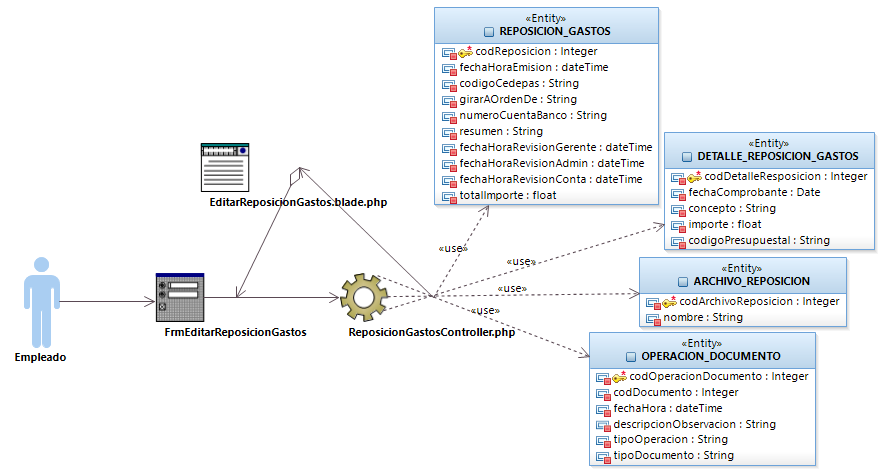 «Entity»
REPOSICION_GASTOS
codReposicion : Integer
fechaHoraEmision : dateTime
codigoCedepas : String
girarAOrdenDe : String
numeroCuentaBanco : String
resumen : String
fechaHoraRevisionGerente : dateTime
fechaHoraRevisionAdmin : dateTime
fechaHoraRevisionConta : dateTime
totalImporte : float
«Entity»
DETALLE_REPOSICION_GASTOS
codDetalleResposicion : Integer
fechaComprobante : Date
concepto : String
importe : float
codigoPresupuestal : String
EditarReposicionGastos.blade.php
«use»
«use»
«Entity»
ARCHIVO_REPOSICION
codArchivoReposicion : Integer
nombre : String
«use»
«use»
Empleado
FrmEditarReposicionGastos
ReposicionGastosController.php
«Entity»
OPERACION_DOCUMENTO
codOperacionDocumento : Integer
codDocumento : Integer
fechaHora : dateTime
descripcionObservacion : String
tipoOperacion : String
tipoDocumento : String